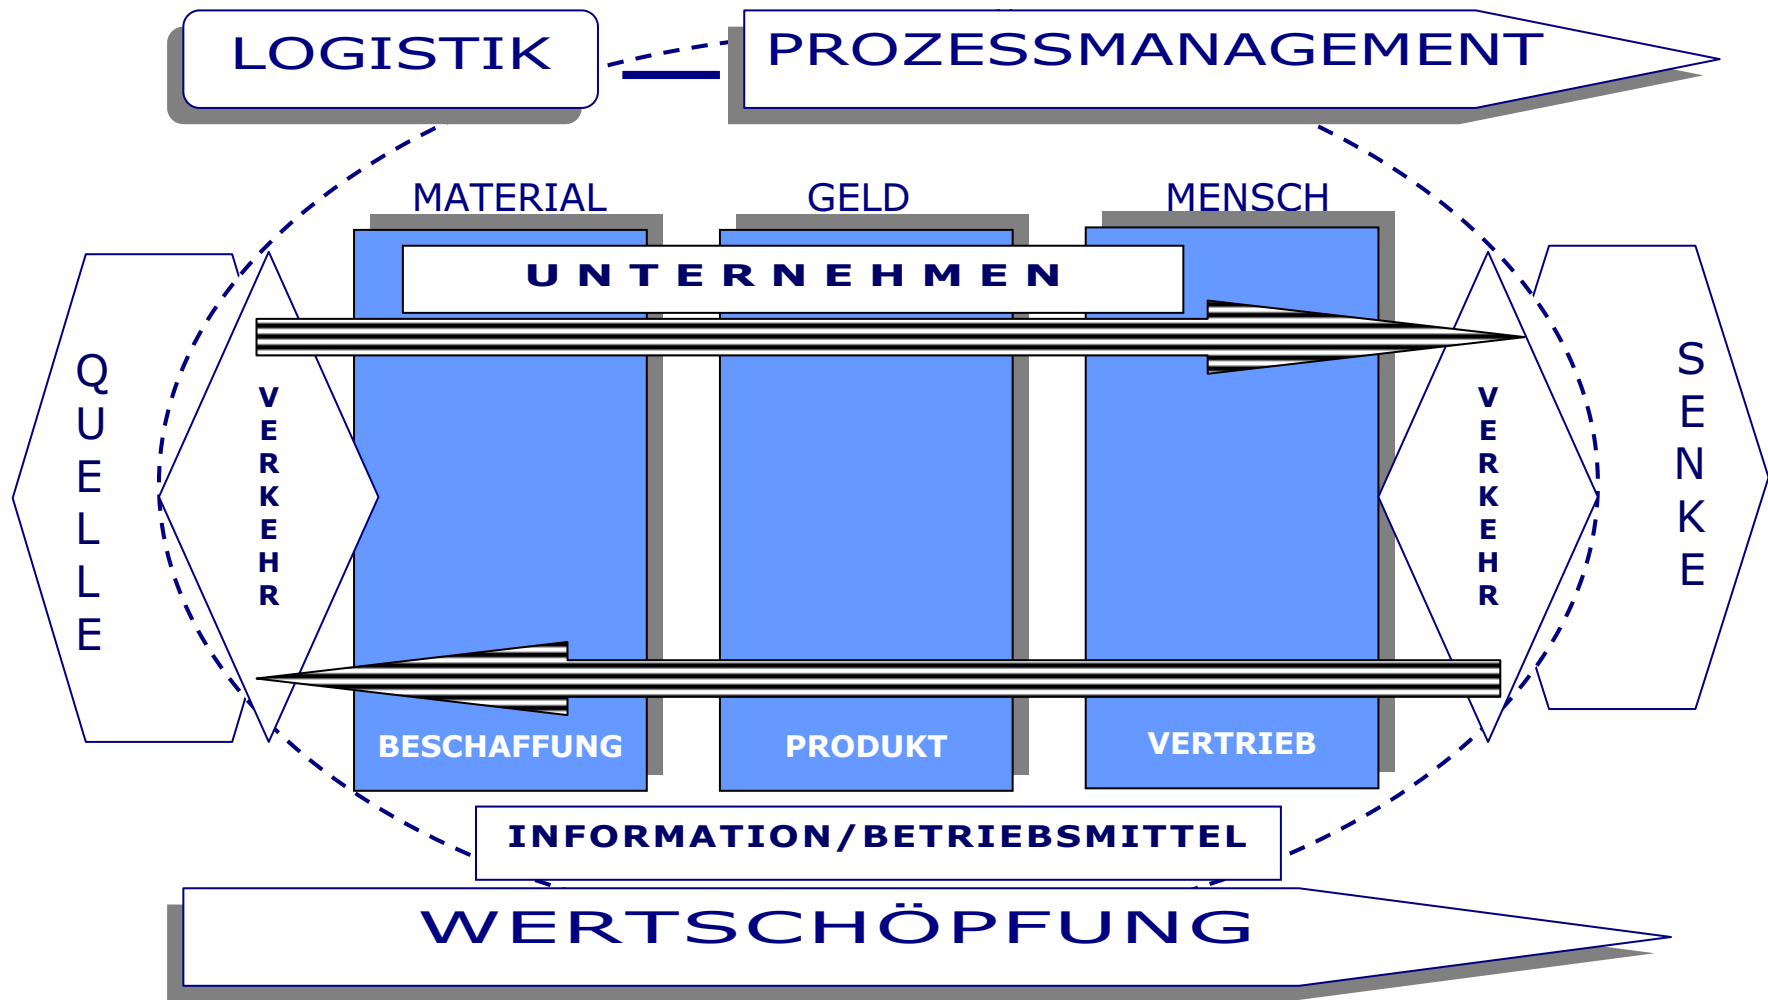 LOGISTIK
PROZESSMANAGEMENT
MATERIAL
GELD
MENSCH
UNTERNEHMEN
QUELLE
VERKEHR
VERKEHR
SENKE
BESCHAFFUNG
PRODUKT
VERTRIEB
INFORMATION/BETRIEBSMITTEL
WERTSCHÖPFUNG